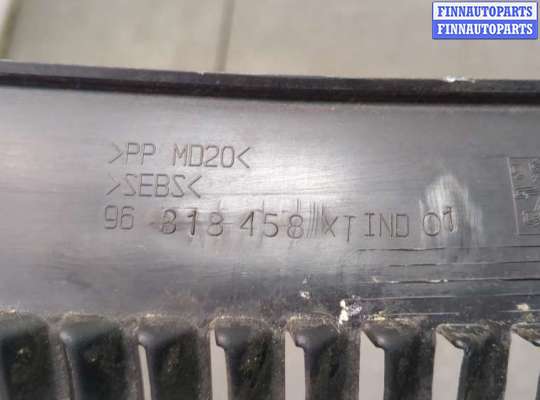 FINNAUTOPARTS
FINNAUTOPARTS
>PP MD20<
>SEBS<
96 818 458 XT IND 01